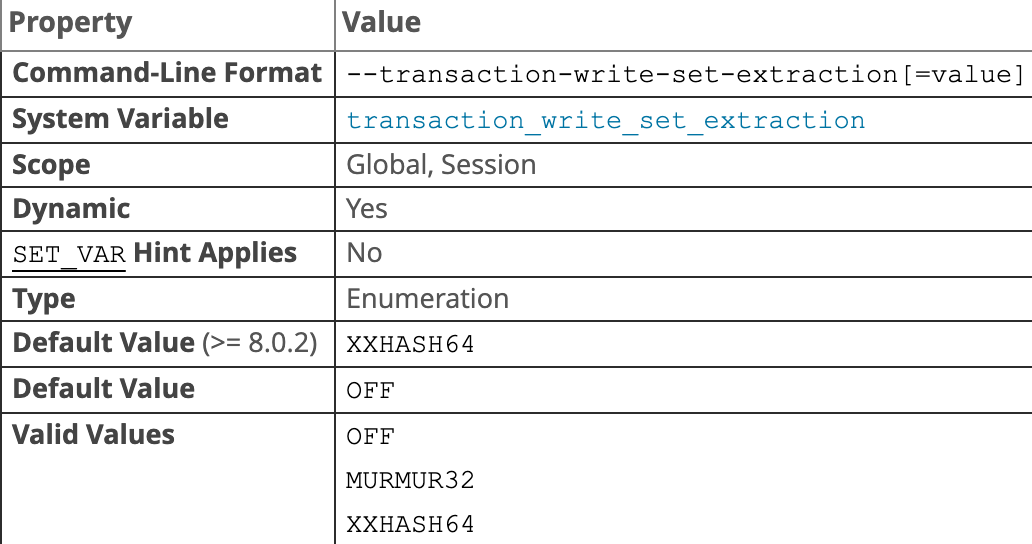 Property Value
Command-Line Format --transaction-write-set-extraction[=value]
System Variable transaction_write_set_extraction
Scope Global, Session
Dynamic Yes
SET_VAR Hint Applies No
Type Enumeration
Default Value (>= 8.0.2) XXHASH64
Default Value OFF
Valid Values OFF
MURMUR32
XXHASH64